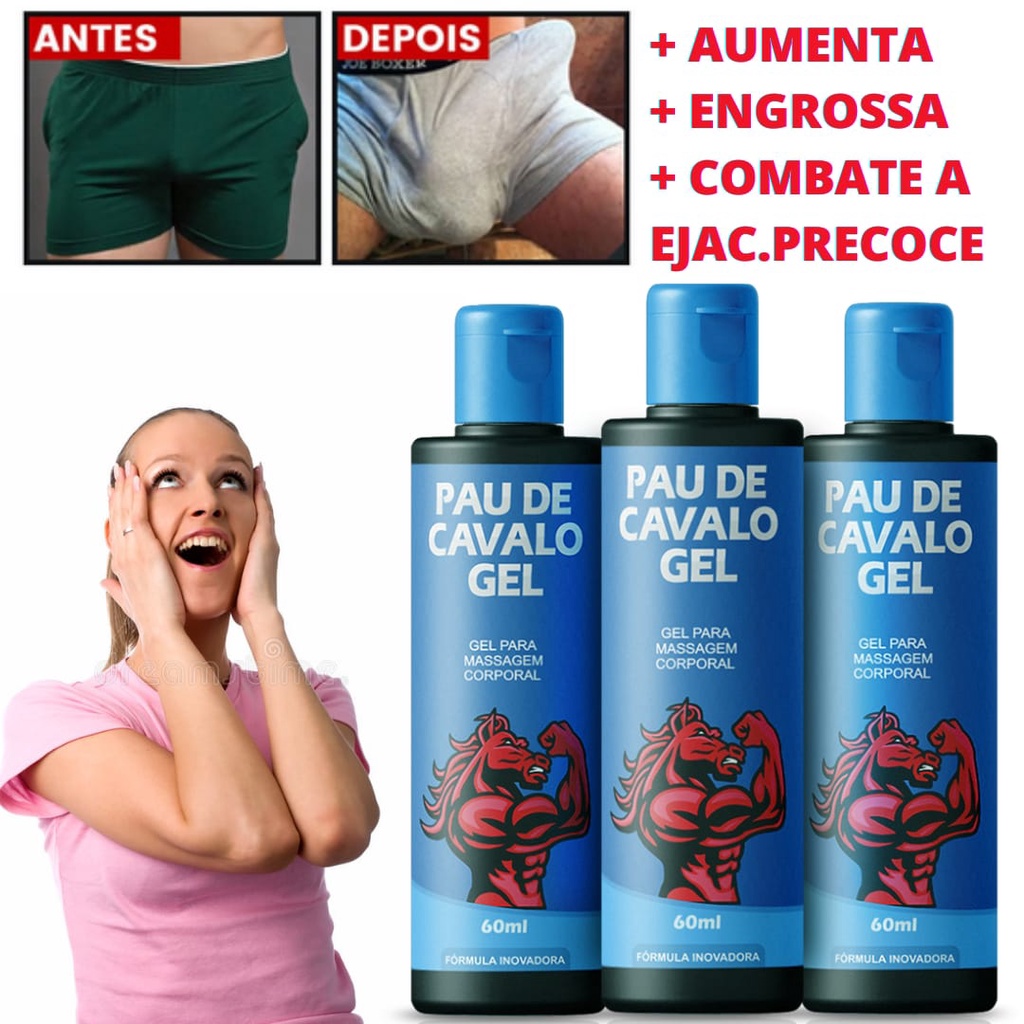 ANTES
DEPOIS
JOE BOXER
+ AUMENTA
+ ENGROSSA
+ COMBATE A
EJAC.PRECOCE
PAU DE
CAVALO
GEL
GEL PARA
MASSAGEM
CORPORAL
60ml
FÓRMULA INOVADORA
PAU DE
CAVALO
GEL
GEL PARA
MASSAGEM
CORPORAL
60ml
FÓRMULA INOVADORA
PAU DE
CAVALO
GEL
GEL PARA
MASSAGEM
CORPORAL
60ml
FÓRMULA INOVADORA